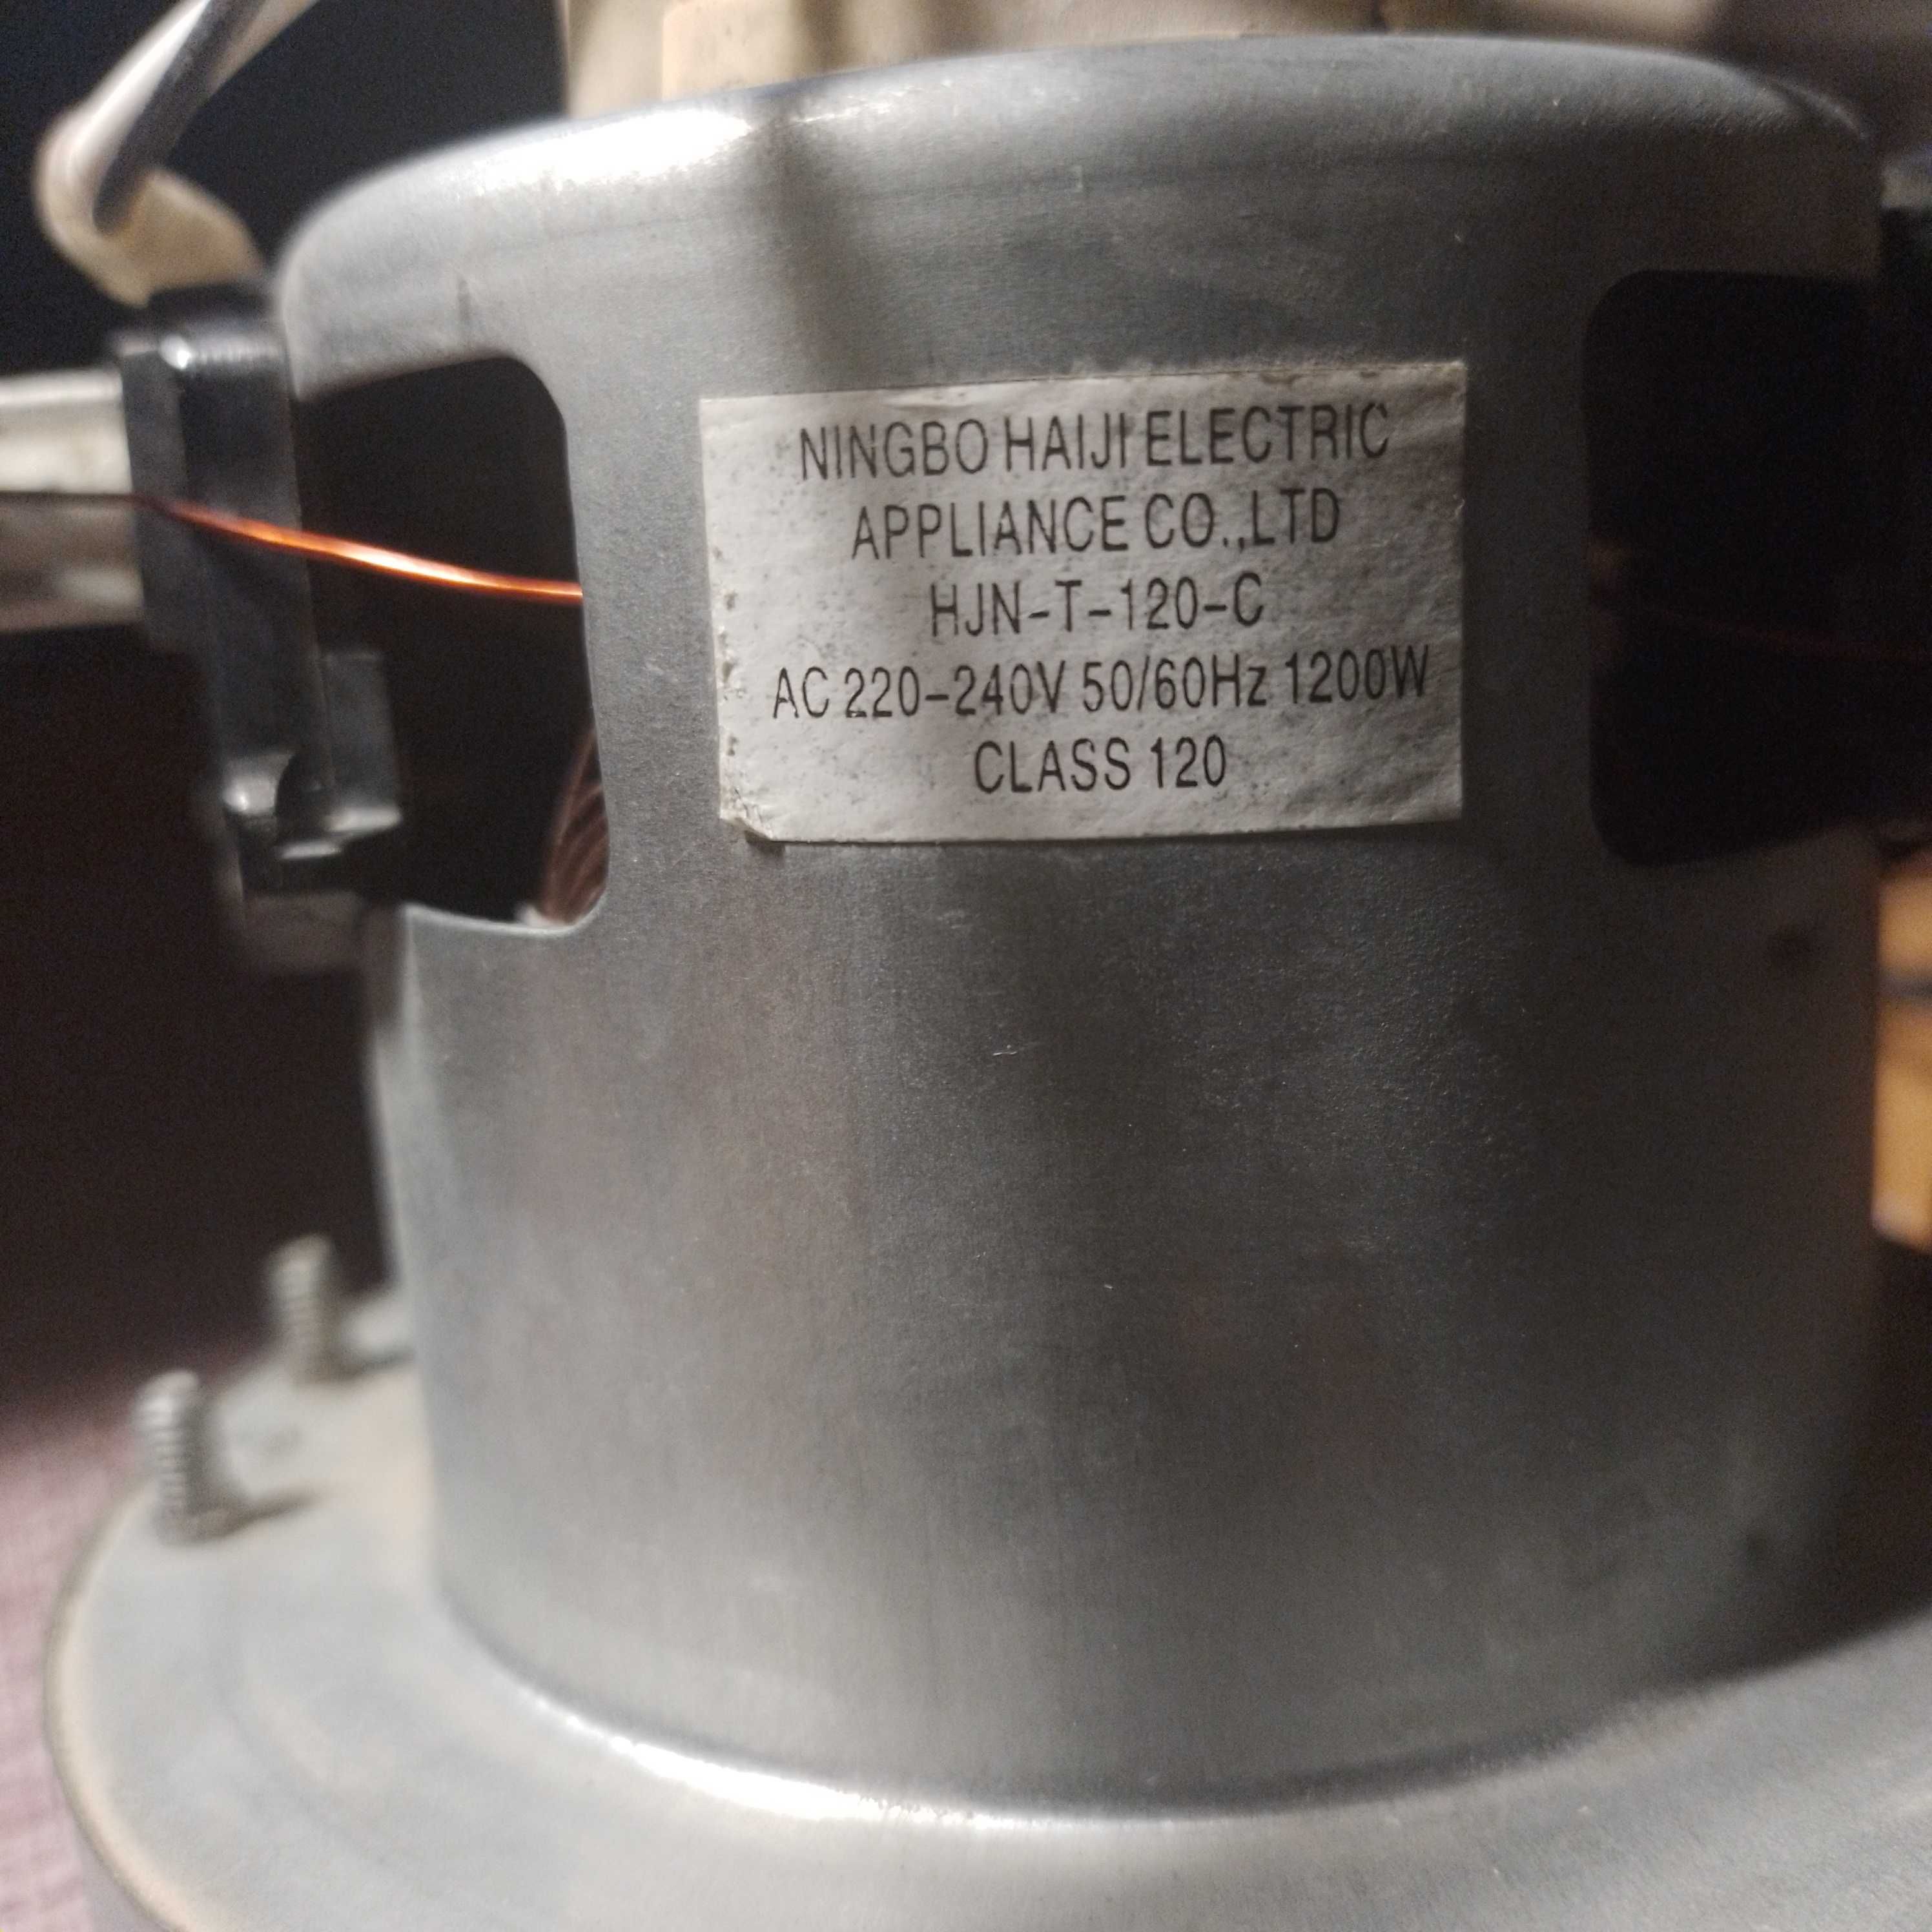 NINGBO HAIJI ELECTRIC
APPLIANCE CO.,LTD
HJN-T-120-C
AC 220-240V 50/60Hz 1200W
CLASS 120